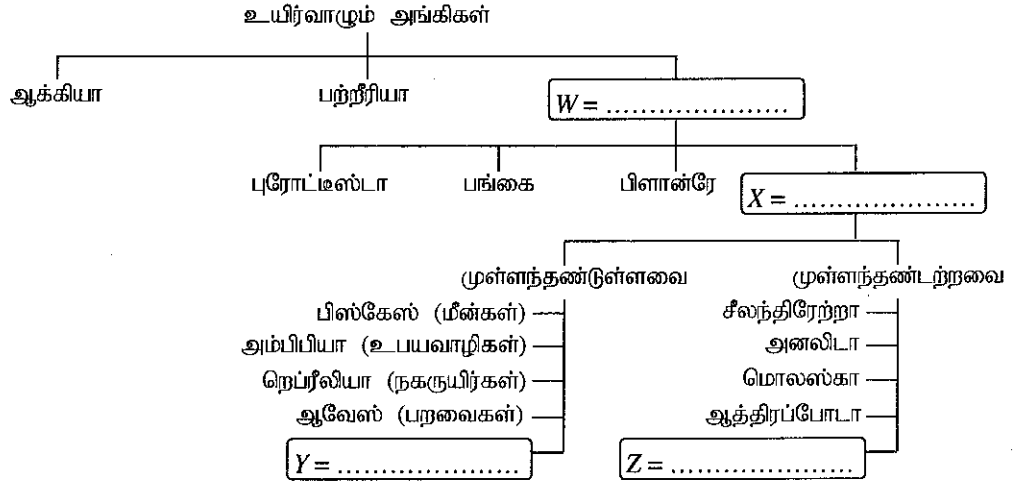 உயிர்வாழும் அங்கிகள்
ஆக்கியா
பற்றீரியா
W = .....................
புரோட்டீஸ்டா
பங்கை
பிளான்ரே
X = .....................
முள்ளந்தண்டுள்ளவை
முள்ளந்தண்டற்றவை
பிஸ்கேஸ் (மீன்கள்)
அம்பிபியா (உபயவாழிகள்)
றெப்ரீலியா (நகருயிர்கள்)
ஆவேஸ் (பறவைகள்)
Y = .....................
சீலந்திரேற்றா
அனலிடா
மொலஸ்கா
ஆத்திரப்போடா
Z = .....................